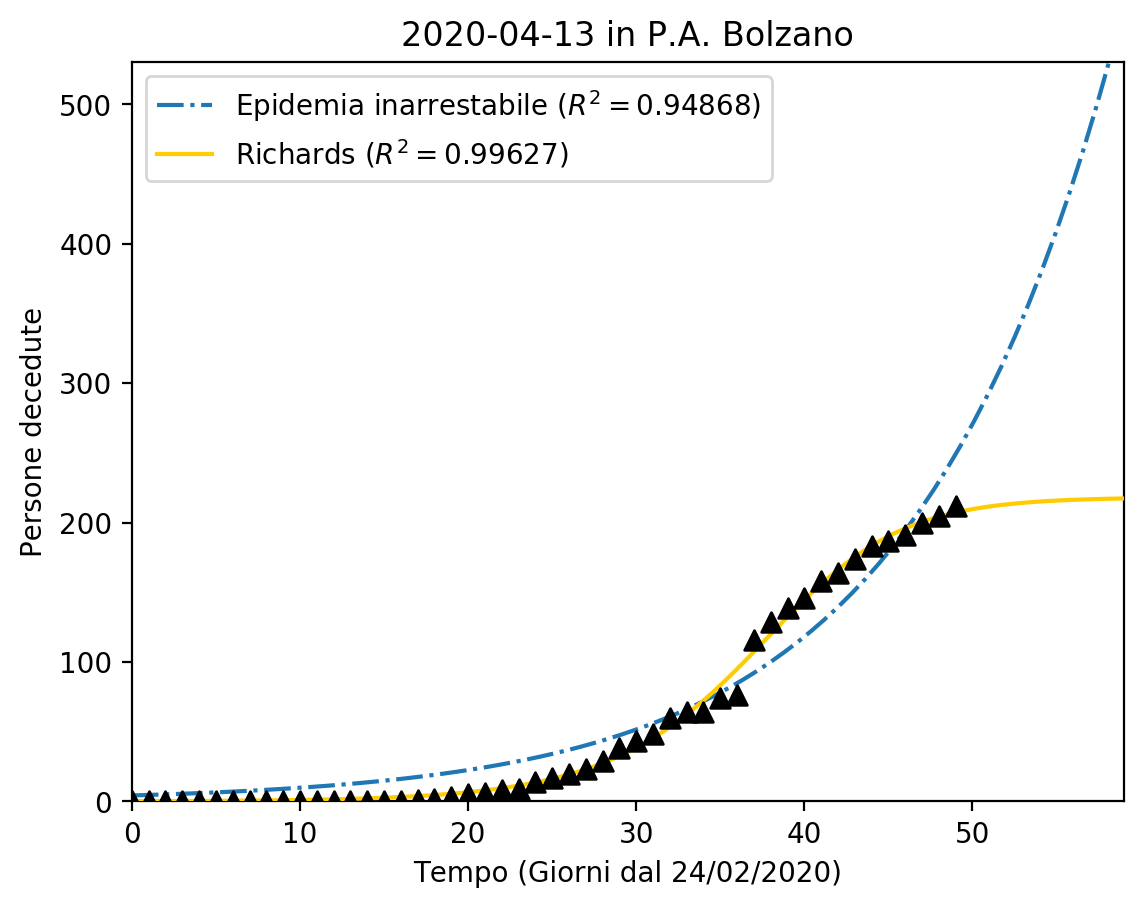 2020-04-13 in P.A. Bolzano
Epidemia inarrestabile (R² = 0.94868)
Richards (R² = 0.99627)
500
400
300
200
100
0
Persone decedute
0 10 20 30 40 50
Tempo (Giorni dal 24/02/2020)